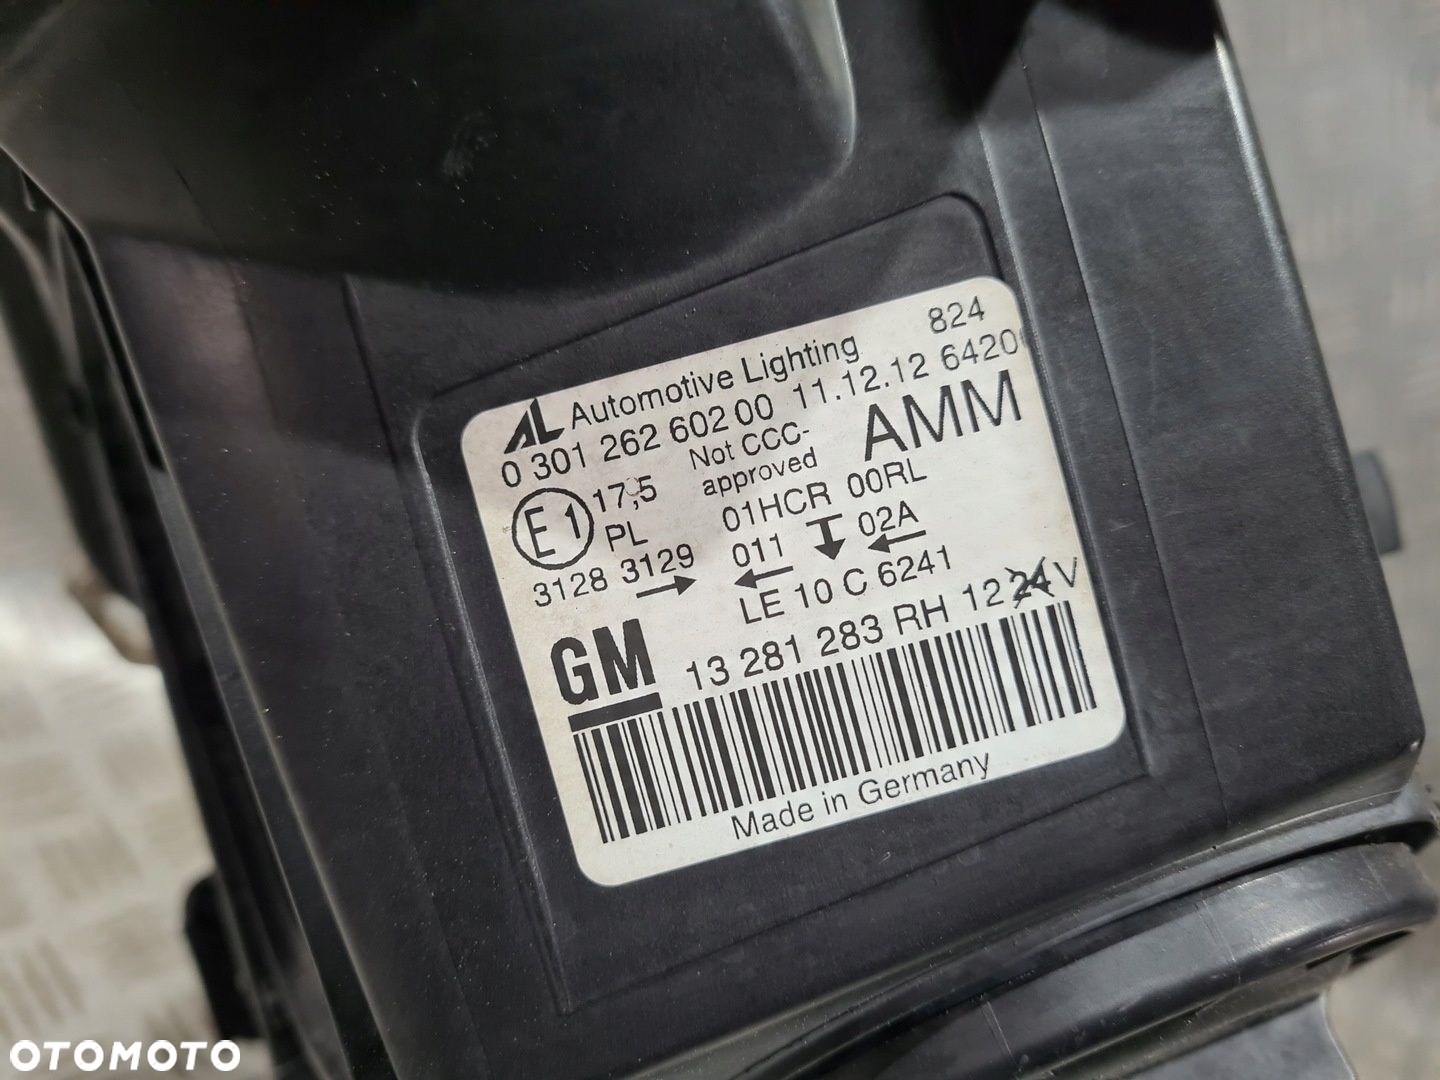 824
AL Automotive Lighting
0 301 262 602 00 11.12.12 6420
Not CCC-
approved
AMM
E1
17,5
PL
01HCR 00RL
3128 3129
011
02A
LE 10 C 6241
GM
13 281 283 RH 12 24 V
Made in Germany
OTOMOTO